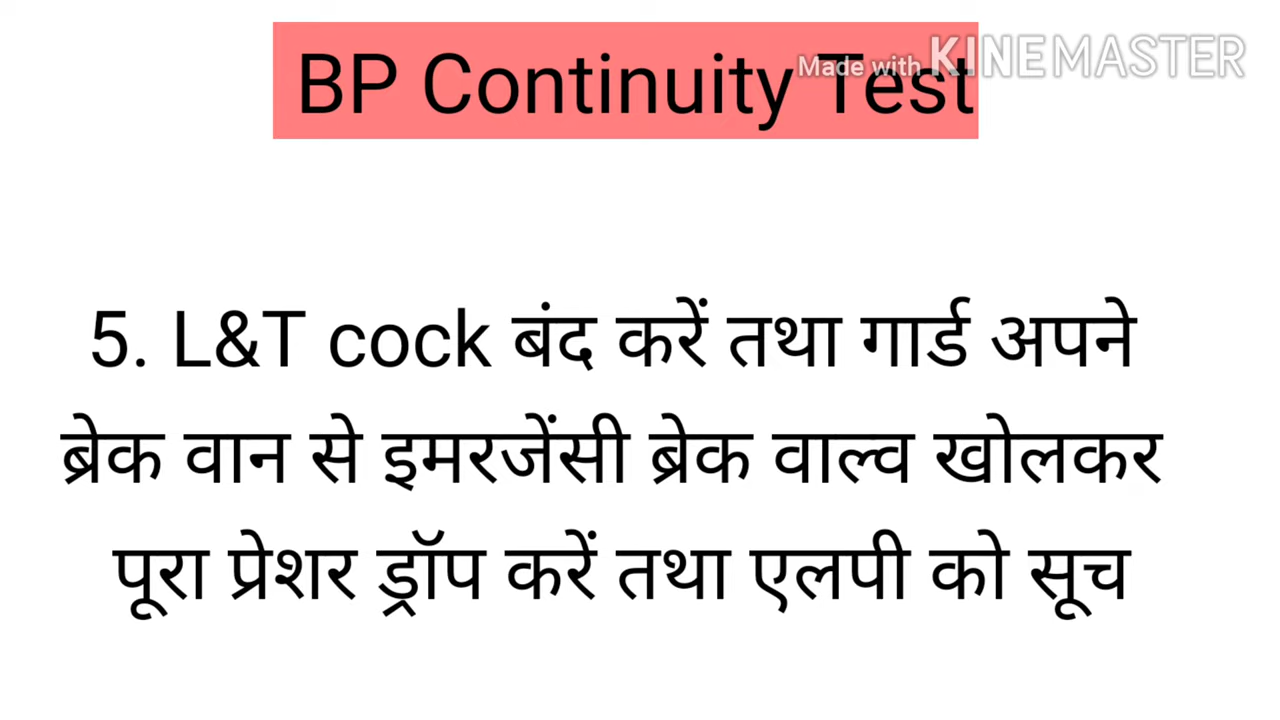 BP Continuity Test
Made with KINEMASTER
5. L&T cock बंद करें तथा गार्ड अपने
ब्रेक वान से इमरजेंसी ब्रेक वाल्व खोलकर
पूरा प्रेशर ड्रॉप करें तथा एलपी को सूच